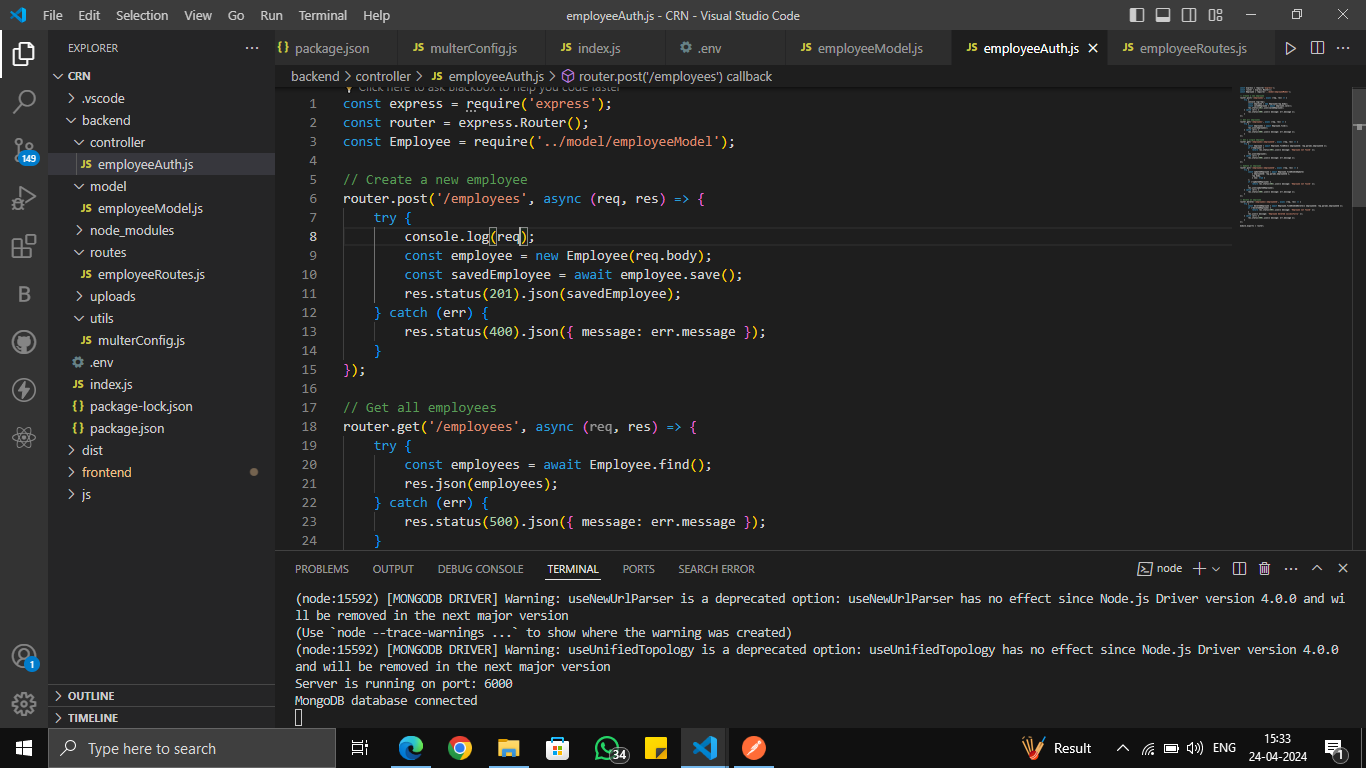 File Edit Selection View Go Run Terminal Help employeeAuth.js - CRN - Visual Studio Code
EXPLORER
CRN
.vscode
backend
controller
JS employeeAuth.js
model
JS employeeModel.js
node_modules
routes
JS employeeRoutes.js
uploads
utils
JS multerConfig.js
.env
JS index.js
{} package-lock.json
{} package.json
dist
frontend
js
OUTLINE
TIMELINE
149
B
1
{} package.json JS multerConfig.js JS index.js .env JS employeeModel.js JS employeeAuth.js JS employeeRoutes.js
backend > controller > JS employeeAuth.js > router.post('/employees') callback
Click here to ask Blackbox to help you code faster
1 const express = require('express');
2 const router = express.Router();
3 const Employee = require('../model/employeeModel');
4
5 // Create a new employee
6 router.post('/employees', async (req, res) => {
7 try {
8 console.log(req);
9 const employee = new Employee(req.body);
10 const savedEmployee = await employee.save();
11 res.status(201).json(savedEmployee);
12 } catch (err) {
13 res.status(400).json({ message: err.message });
14 }
15 });
16
17 // Get all employees
18 router.get('/employees', async (req, res) => {
19 try {
20 const employees = await Employee.find();
21 res.json(employees);
22 } catch (err) {
23 res.status(500).json({ message: err.message });
24 }
PROBLEMS OUTPUT DEBUG CONSOLE TERMINAL PORTS SEARCH ERROR node
(node:15592) [MONGODB DRIVER] Warning: useNewUrlParser is a deprecated option: useNewUrlParser has no effect since Node.js Driver version 4.0.0 and wi
ll be removed in the next major version
(Use `node --trace-warnings ...` to show where the warning was created)
(node:15592) [MONGODB DRIVER] Warning: useUnifiedTopology is a deprecated option: useUnifiedTopology has no effect since Node.js Driver version 4.0.0
and will be removed in the next major version
Server is running on port: 6000
MongoDB database connected
Type here to search
34
Result
ENG
15:33
24-04-2024
1